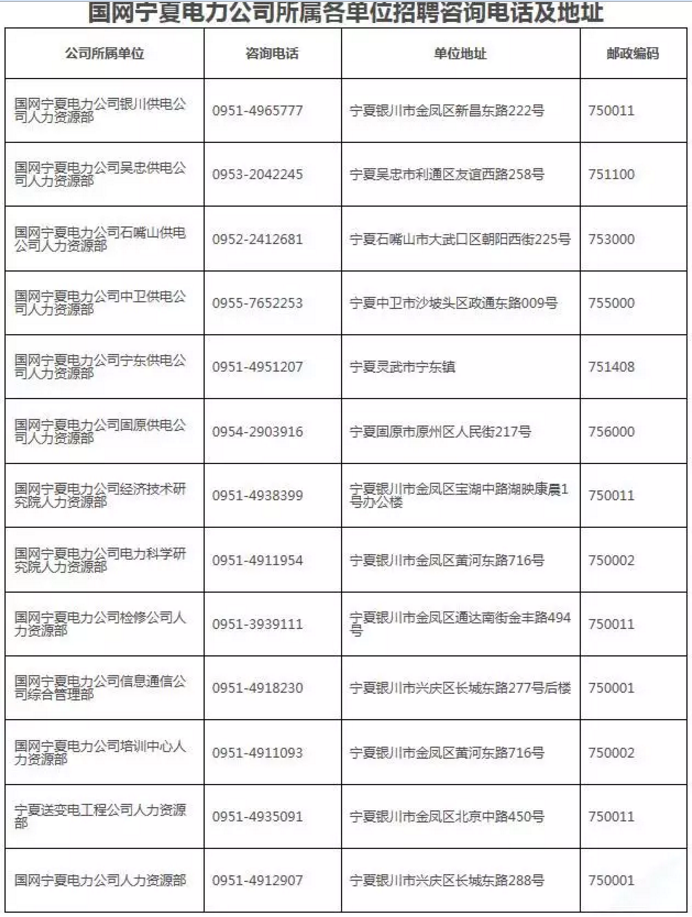 国网宁夏电力公司所属各单位招聘咨询电话及地址
公司所属单位 咨询电话 单位地址 邮政编码
国网宁夏电力公司银川供电公
司人力资源部
0951-4965777 宁夏银川市金凤区新昌东路222号 750011
国网宁夏电力公司吴忠供电公
司人力资源部
0953-2042245 宁夏吴忠市利通区友谊西路258号 751100
国网宁夏电力公司石嘴山供电
公司人力资源部
0952-2412681 宁夏石嘴山市大武口区朝阳西街225号 753000
国网宁夏电力公司中卫供电公
司人力资源部
0955-7652253 宁夏中卫市沙坡头区政通东路009号 755000
国网宁夏电力公司宁东供电公
司人力资源部
0951-4951207 宁夏灵武市宁东镇 751408
国网宁夏电力公司固原供电公
司人力资源部
0954-2903916 宁夏固原市原州区人民街217号 756000
国网宁夏电力公司经济技术研
究院人力资源部
0951-4938399
宁夏银川市金凤区宝湖中路湖映康晨1
号办公楼
750011
国网宁夏电力公司电力科学研
究院人力资源部
0951-4911954 宁夏银川市金凤区黄河东路716号 750002
国网宁夏电力公司检修公司人
力资源部
0951-3939111
宁夏银川市金凤区通达南街金丰路494
号
750011
国网宁夏电力公司信息通信公
司综合管理部
0951-4918230 宁夏银川市兴庆区长城东路277号后楼 750001
国网宁夏电力公司培训中心人
力资源部
0951-4911093 宁夏银川市金凤区黄河东路716号 750002
宁夏送变电工程公司人力资源
部
0951-4935091 宁夏银川市金凤区北京中路450号 750011
国网宁夏电力公司人力资源部 0951-4912907 宁夏银川市兴庆区长城东路288号 750001